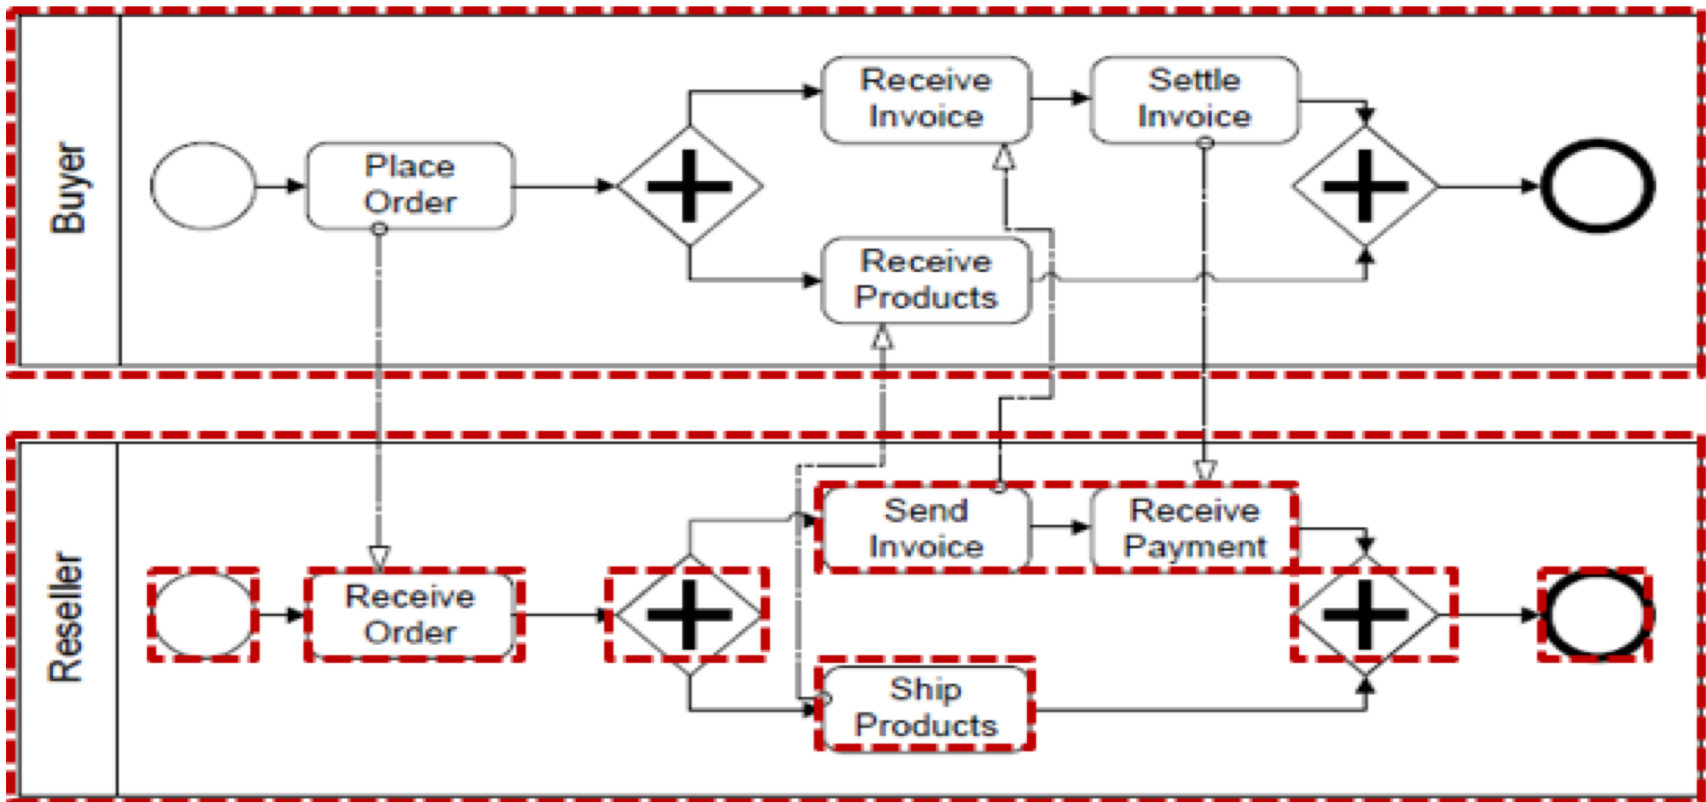 Buyer
Place
Order
Receive
Invoice
Settle
Invoice
Receive
Products
Reseller
Receive
Order
Send
Invoice
Receive
Payment
Ship
Products